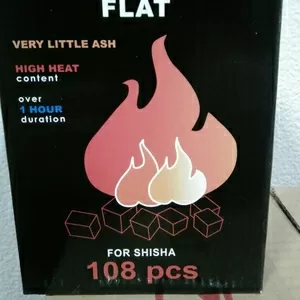 FLAT
VERY LITTLE ASH
HIGH HEAT
content
over
1 HOUR
duration
FOR SHISHA
108 pcs